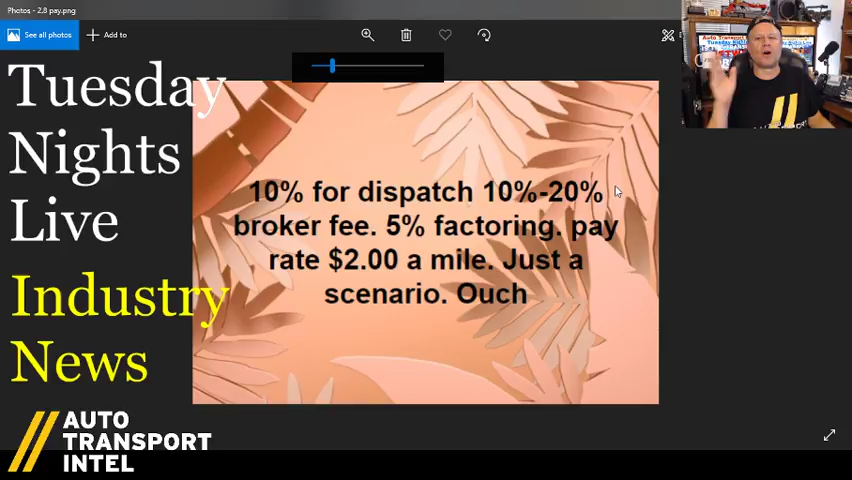 Photos - 2.8 pay.png
See all photos
Add to
Tuesday
Nights
Live
Industry
News
AUTO
TRANSPORT
INTEL
10% for dispatch 10%-20%
broker fee. 5% factoring. pay
rate $2.00 a mile. Just a
scenario. Ouch